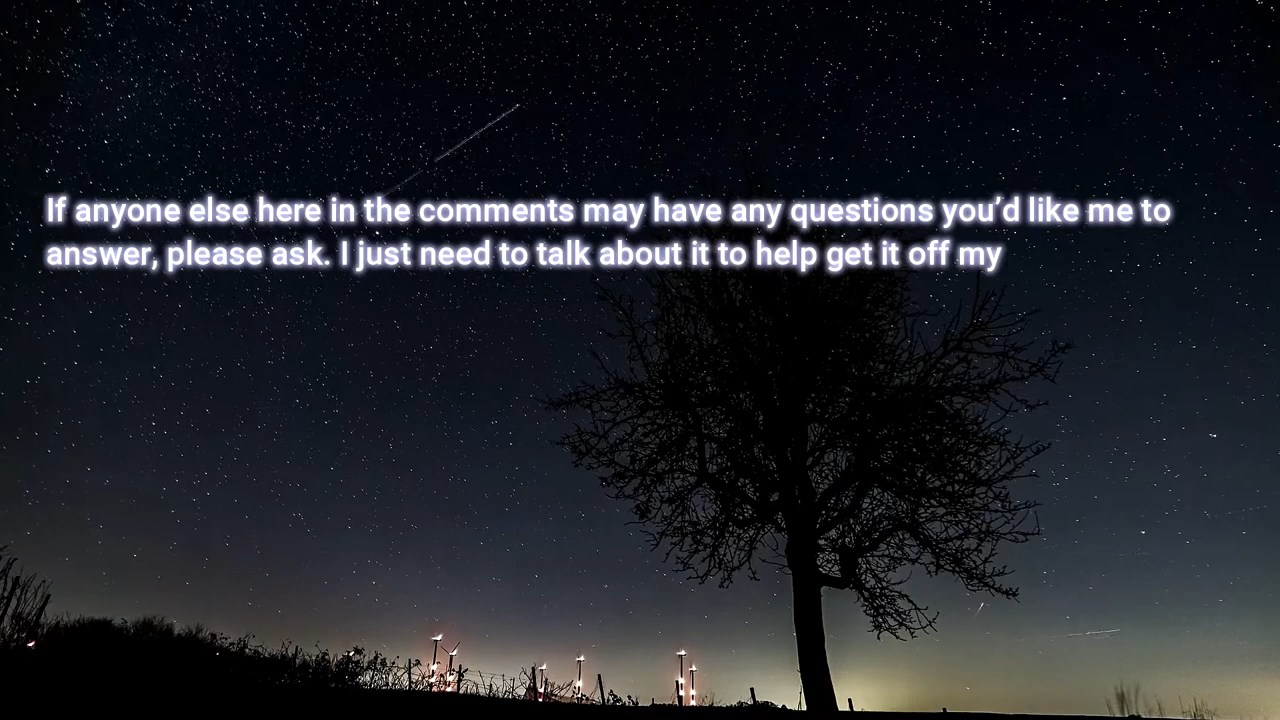 If anyone else here in the comments may have any questions you’d like me to
answer, please ask. I just need to talk about it to help get it off my